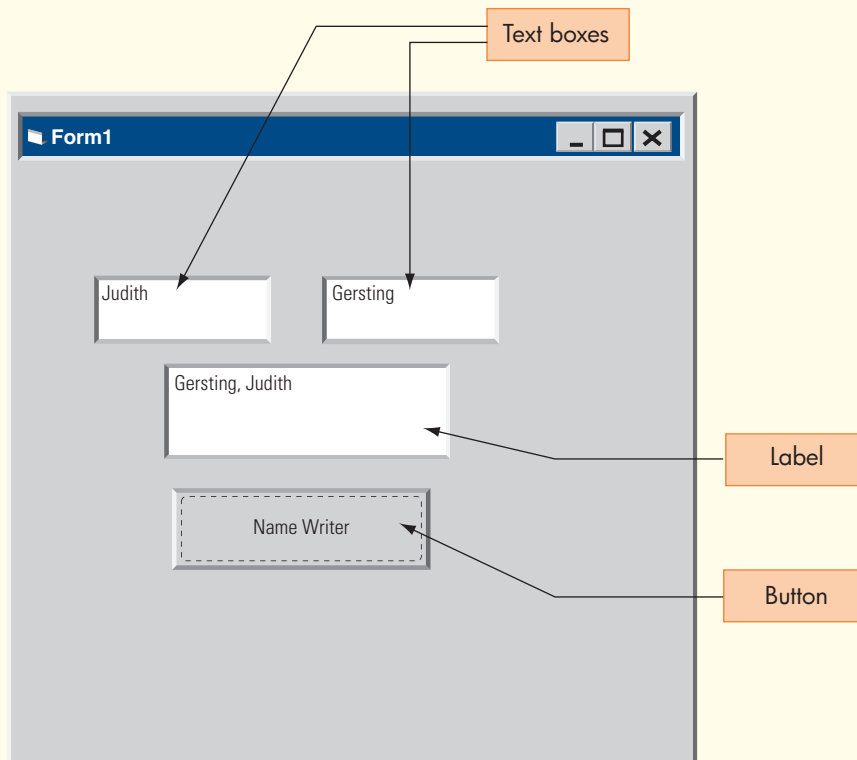 Text boxes
Form1
Judith
Gersting
Gersting, Judith
Label
Name Writer
Button